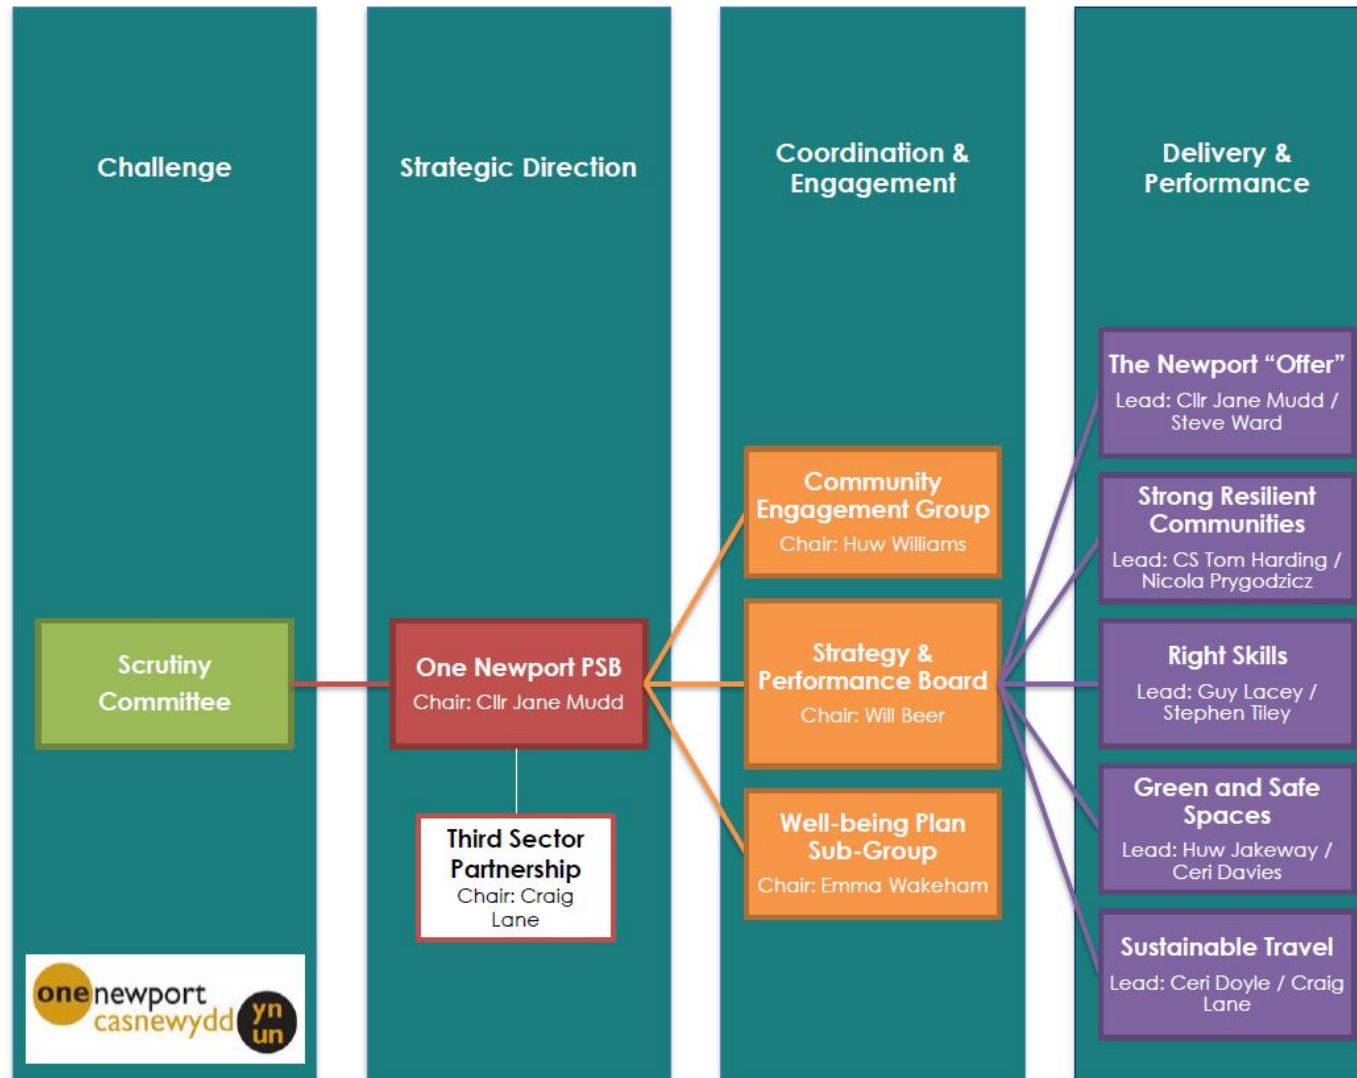 Challenge
Scrutiny
Committee
one newport
casnewydd
yn
un
Strategic Direction
One Newport PSB
Chair: Cllr Jane Mudd
Third Sector
Partnership
Chair: Craig
Lane
Coordination &
Engagement
Community
Engagement Group
Chair: Huw Williams
Strategy &
Performance Board
Chair: Will Beer
Well-being Plan
Sub-Group
Chair: Emma Wakeham
Delivery &
Performance
The Newport “Offer”
Lead: Cllr Jane Mudd /
Steve Ward
Strong Resilient
Communities
Lead: CS Tom Harding /
Nicola Prygodzicz
Right Skills
Lead: Guy Lacey /
Stephen Tiley
Green and Safe
Spaces
Lead: Huw Jakeway /
Ceri Davies
Sustainable Travel
Lead: Ceri Doyle / Craig
Lane